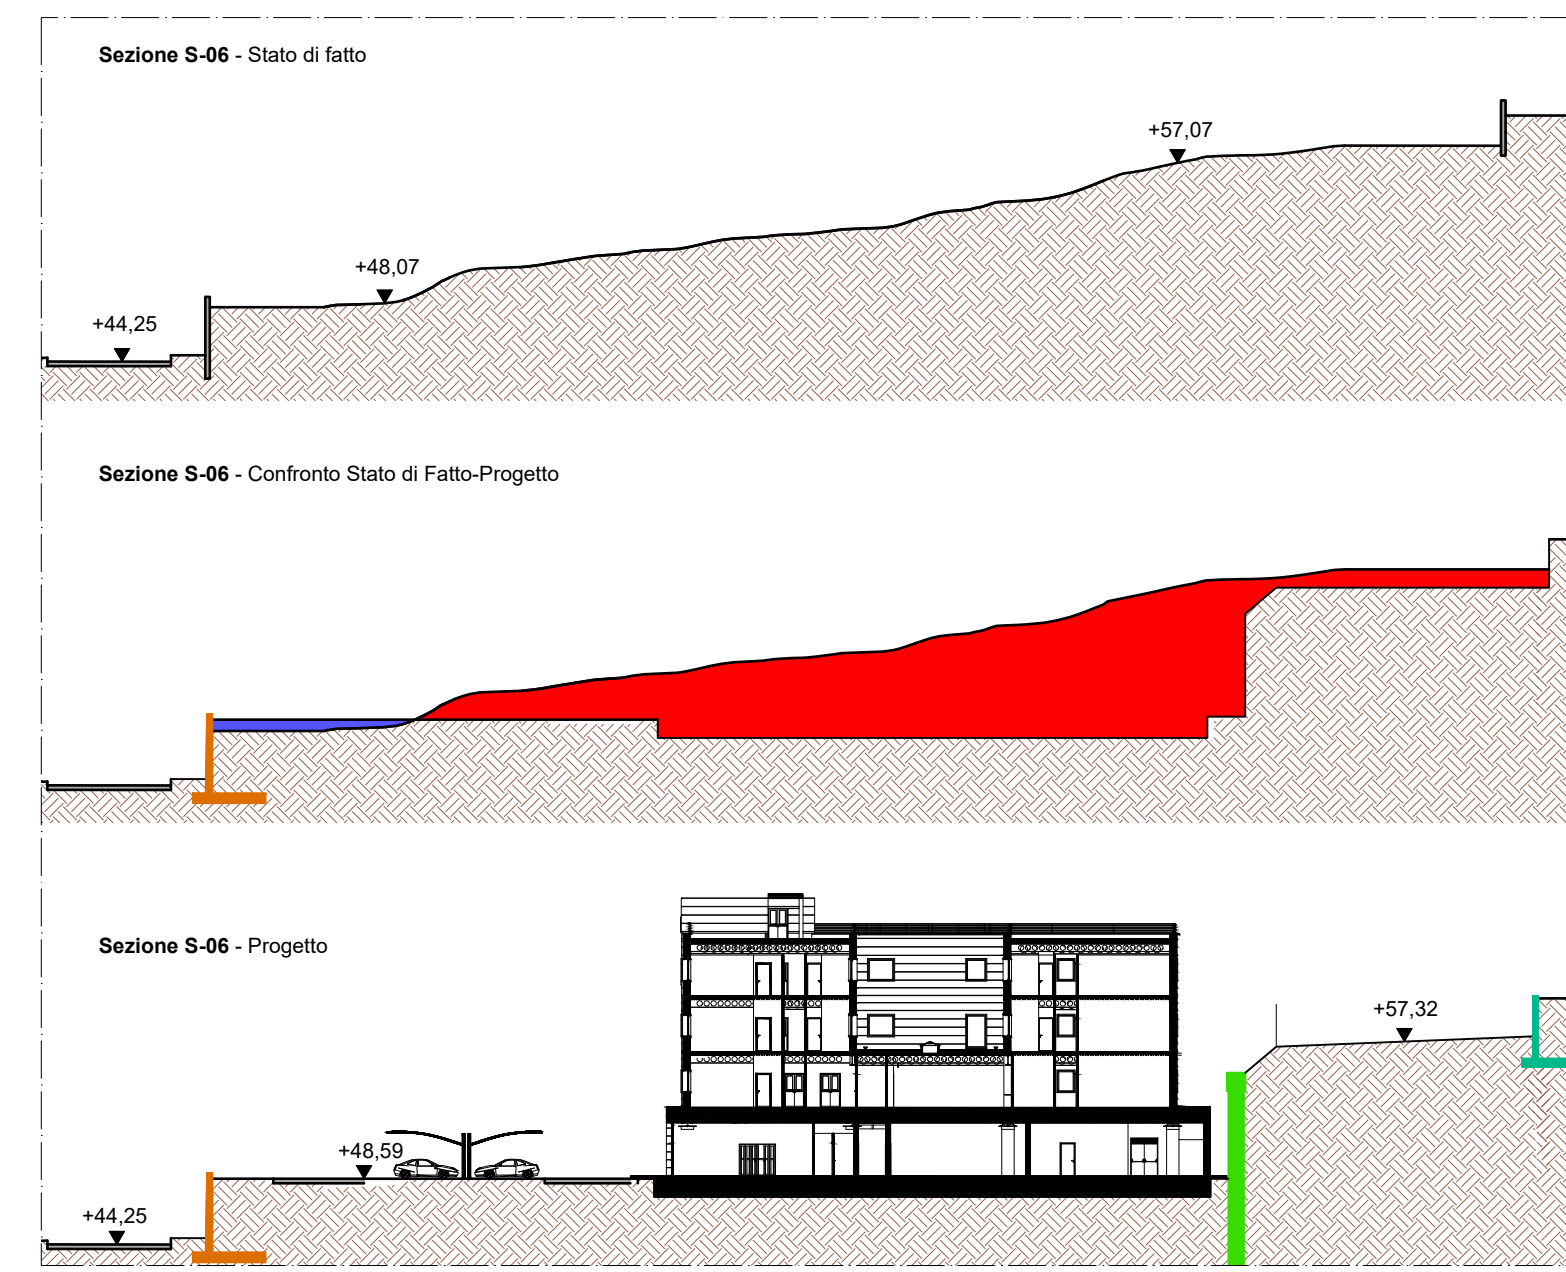 Sezione S-06 - Stato di fatto
+57,07
+48,07
+44,25
Sezione S-06 - Confronto Stato di Fatto-Progetto
Sezione S-06 - Progetto
+57,32
+48,59
+44,25